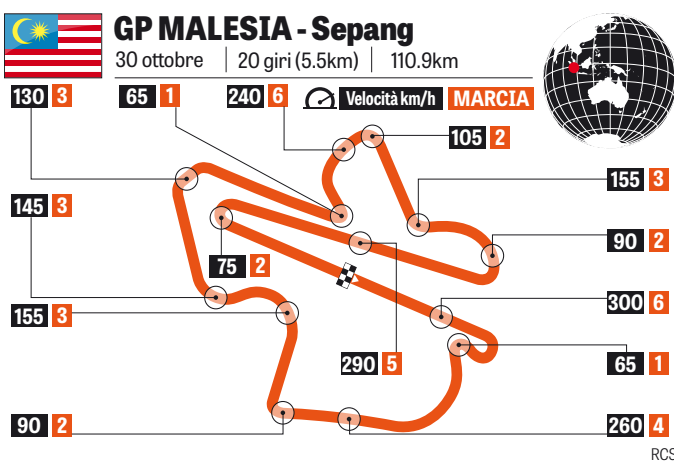 GP MALESIA - Sepang
30 ottobre 20 giri (5.5km) 110.9km
130 3 65 1 240 6 Velocità km/h MARCIA
105 2
155 3
145 3
90 2
75 2
300 6
155 3
290 5 65 1
90 2 260 4
RCS